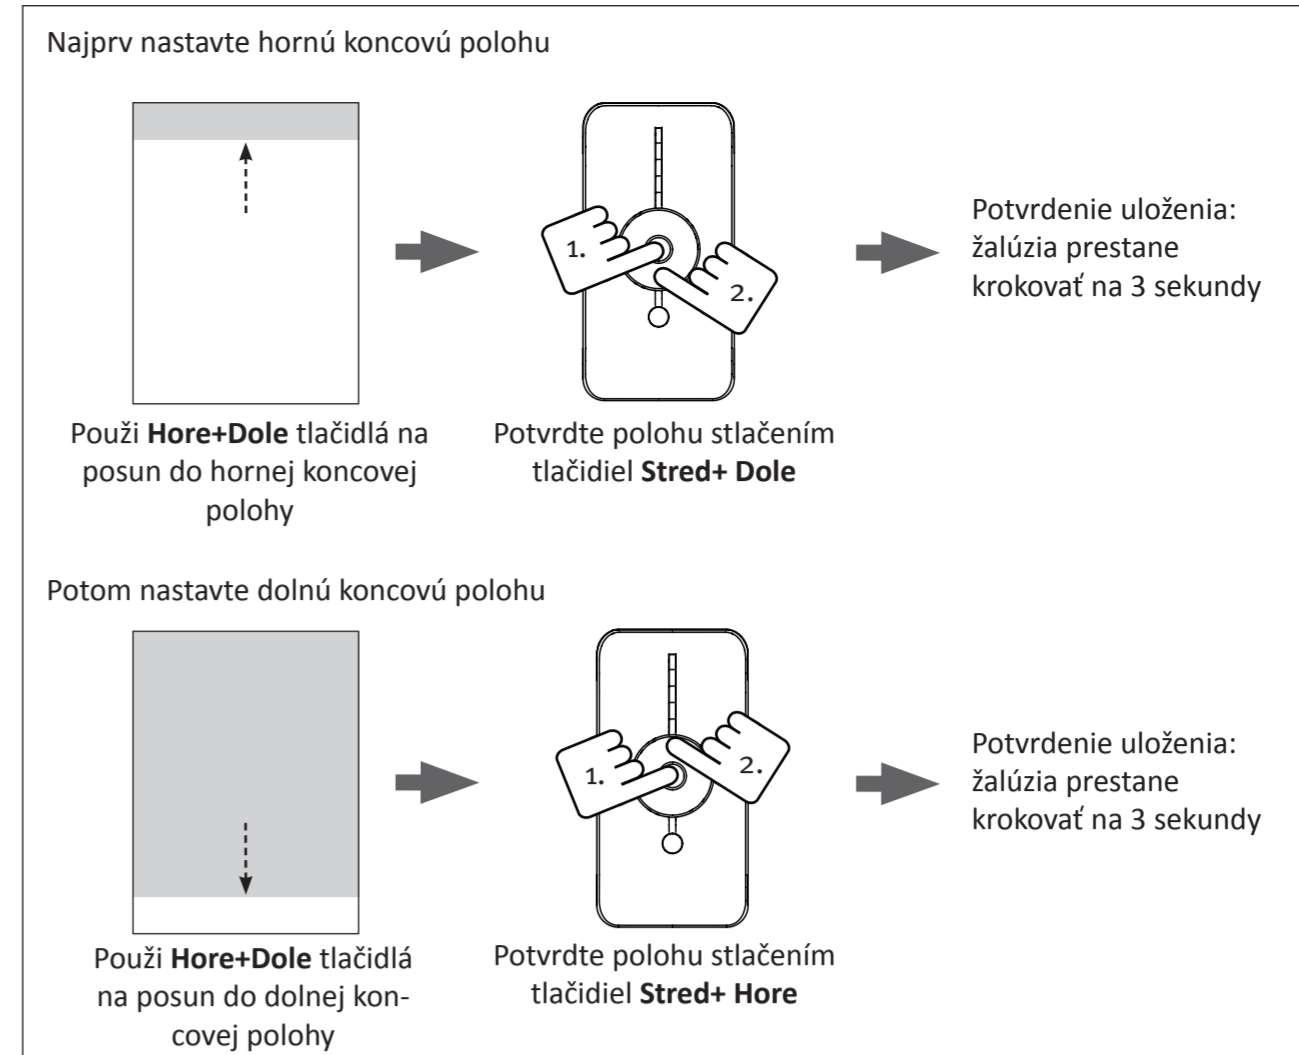 Najprv nastavte hornú koncovú polohu
1.
2.
Použi Hore+Dole tlačidlá na
posun do hornej koncovej
polohy
Potvrdte polohu stlačením
tlačidiel Stred+ Dole
Potvrdenie uloženia:
žalúzia prestane
krokovať na 3 sekundy
Potom nastavte dolnú koncovú polohu
1.
2.
Použi Hore+Dole tlačidlá
na posun do dolnej kon-
covej polohy
Potvrdte polohu stlačením
tlačidiel Stred+ Hore
Potvrdenie uloženia:
žalúzia prestane
krokovať na 3 sekundy